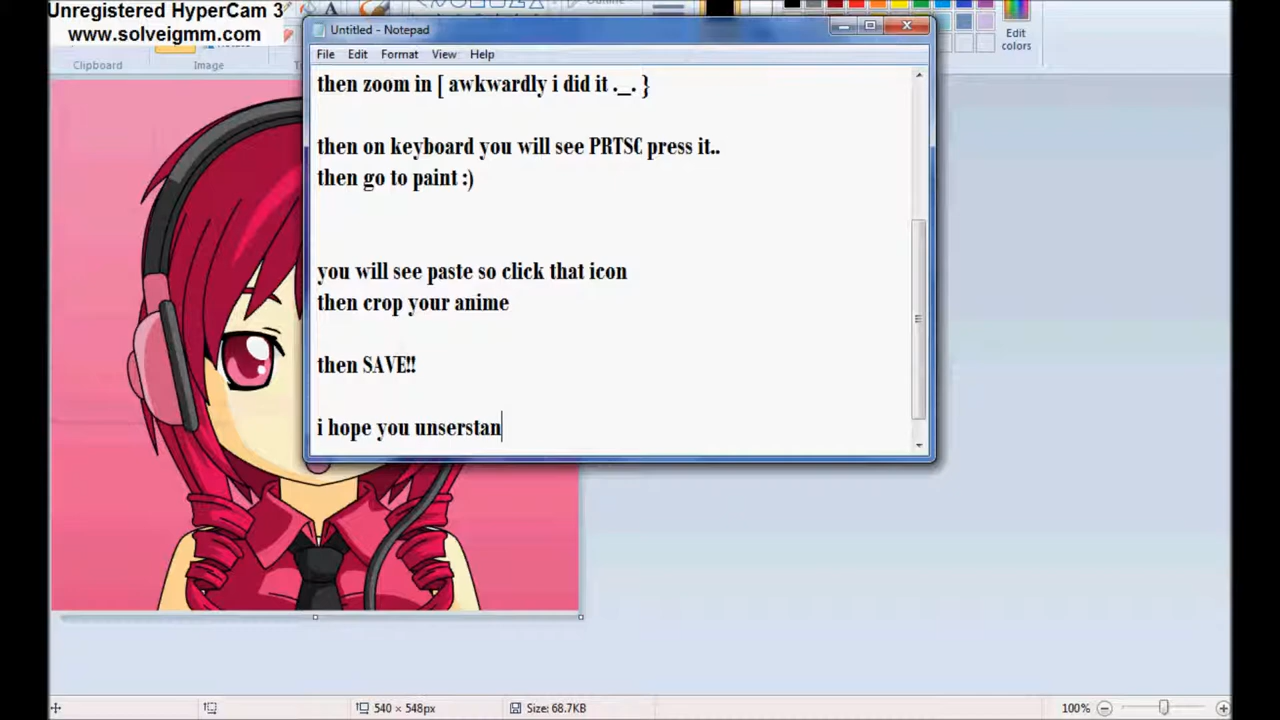 Unregistered HyperCam 3
www.solveigmm.com
Clipboard
Image
Edit
colors
Untitled - Notepad
File Edit Format View Help
then zoom in [ awkwardly i did it ._. }
then on keyboard you will see PRTSC press it..
then go to paint :)
you will see paste so click that icon
then crop your anime
then SAVE!!
i hope you unserstan
540 × 548px
Size: 68.7KB
100%